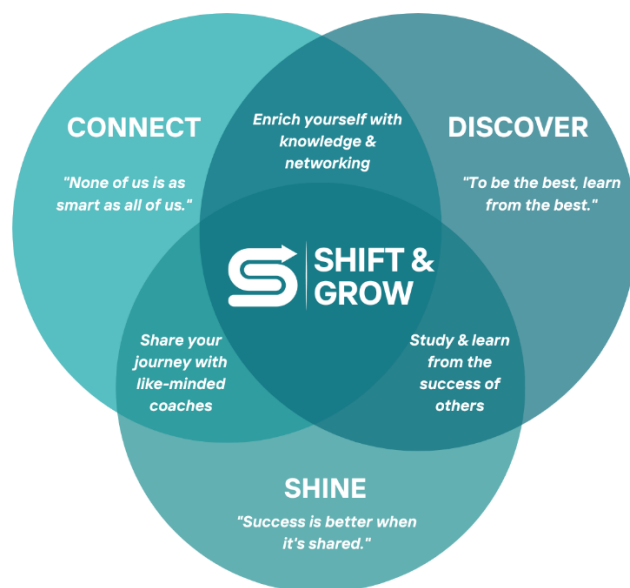 CONNECT
"None of us is as
smart as all of us."
Enrich yourself with
knowledge &
networking
DISCOVER
"To be the best, learn
from the best."
SHIFT &
GROW
Share your
journey with
like-minded
coaches
Study & learn
from the
success of
others
SHINE
"Success is better when
it's shared."